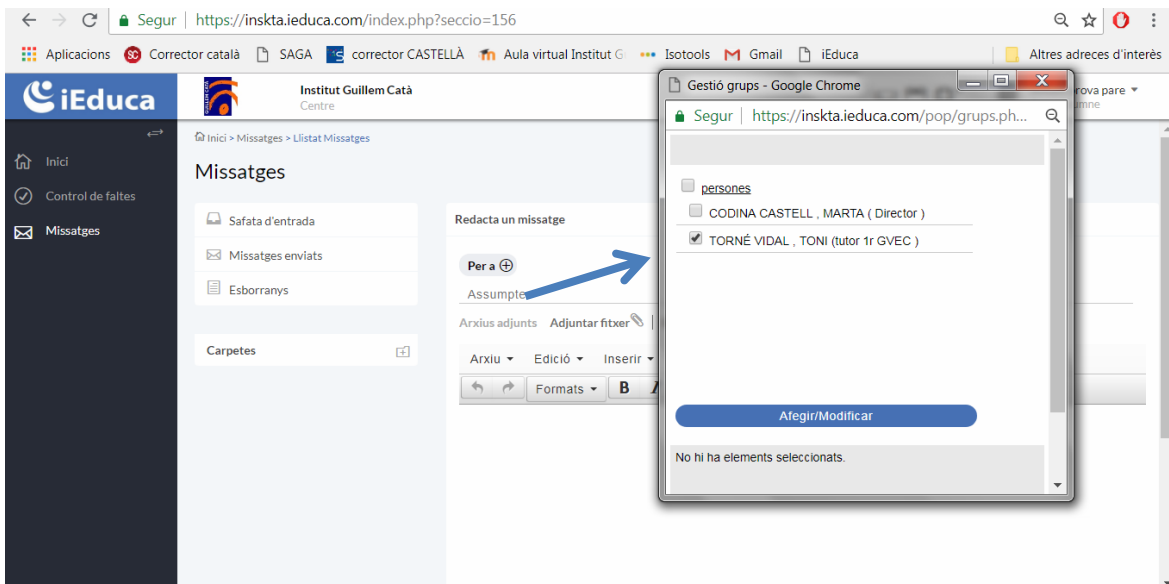 Segur https://inskta.ieduca.com/index.php?seccio=156
Aplicacions Corrector català SAGA corrector CASTELLÀ Aula virtual Institut G Isotools Gmail iEduca Altres adreces d'interès
iEduca
Institut Guillem Catà
Centre
rova pare
umne
Inici > Missatges > Llistat Missatges
Missatges
Inici
Control de faltes
Missatges
Safata d'entrada
Missatges enviats
Esborranys
Carpetes
Redacta un missatge
Per a
Assumpte
Arxius adjunts Adjuntar fitxer
Arxiu Edició Inserir
Formats B I
Gestió grups - Google Chrome
Segur https://inskta.ieduca.com/pop/grups.ph...
persones
CODINA CASTELL , MARTA ( Director )
TORNÉ VIDAL , TONI (tutor 1r GVEC )
Afegir/Modificar
No hi ha elements seleccionats.